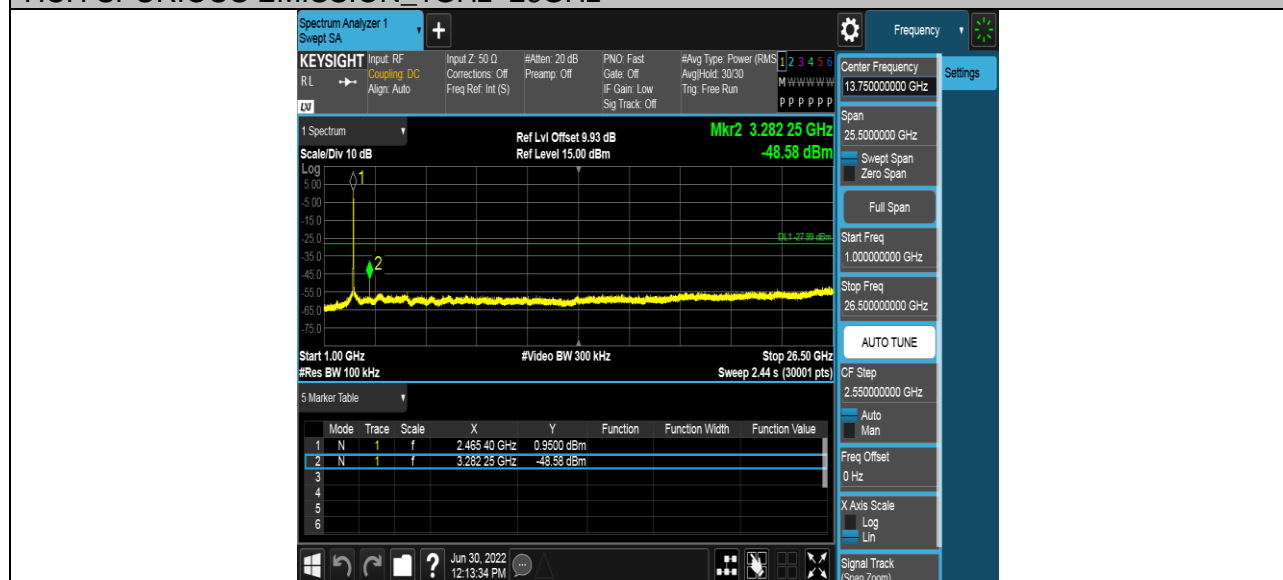 Spectrum Analyzer 1
Swept SA
Frequency
Settings
KEYSIGHT
RL
LXI
Input: RF
Coupling: DC
Align: Auto
Input Z: 50 Ω
Corrections: Off
Freq Ref: Int (S)
#Atten: 20 dB
Preamp: Off
PNO: Fast
Gate: Off
IF Gain: Low
Sig Track: Off
#Avg Type: Power (RMS
Avg|Hold: 30/30
Trig: Free Run
1 2 3 4 5 6
M W W W W W
P P P P P P
1 Spectrum
Scale/Div 10 dB
Ref Lvl Offset 9.93 dB
Ref Level 15.00 dBm
Mkr2 3.282 25 GHz
-48.58 dBm
Log
5.00
-5.00
-15.0
-25.0
-35.0
-45.0
-55.0
-65.0
-75.0
1
2
DL1 -27.99 dBm
Start 1.00 GHz
#Video BW 300 kHz
Stop 26.50 GHz
#Res BW 100 kHz
Sweep 2.44 s (30001 pts)
5 Marker Table
Mode Trace Scale X Y Function Function Width Function Value
1 N 1 f 2.465 40 GHz 0.9500 dBm
2 N 1 f 3.282 25 GHz -48.58 dBm
3
4
5
6
Jun 30, 2022
12:13:34 PM
Center Frequency
13.750000000 GHz
Span
25.5000000 GHz
Swept Span
Zero Span
Full Span
Start Freq
1.000000000 GHz
Stop Freq
26.500000000 GHz
AUTO TUNE
CF Step
2.550000000 GHz
Auto
Man
Freq Offset
0 Hz
X Axis Scale
Log
Lin
Signal Track
(Span Zoom)